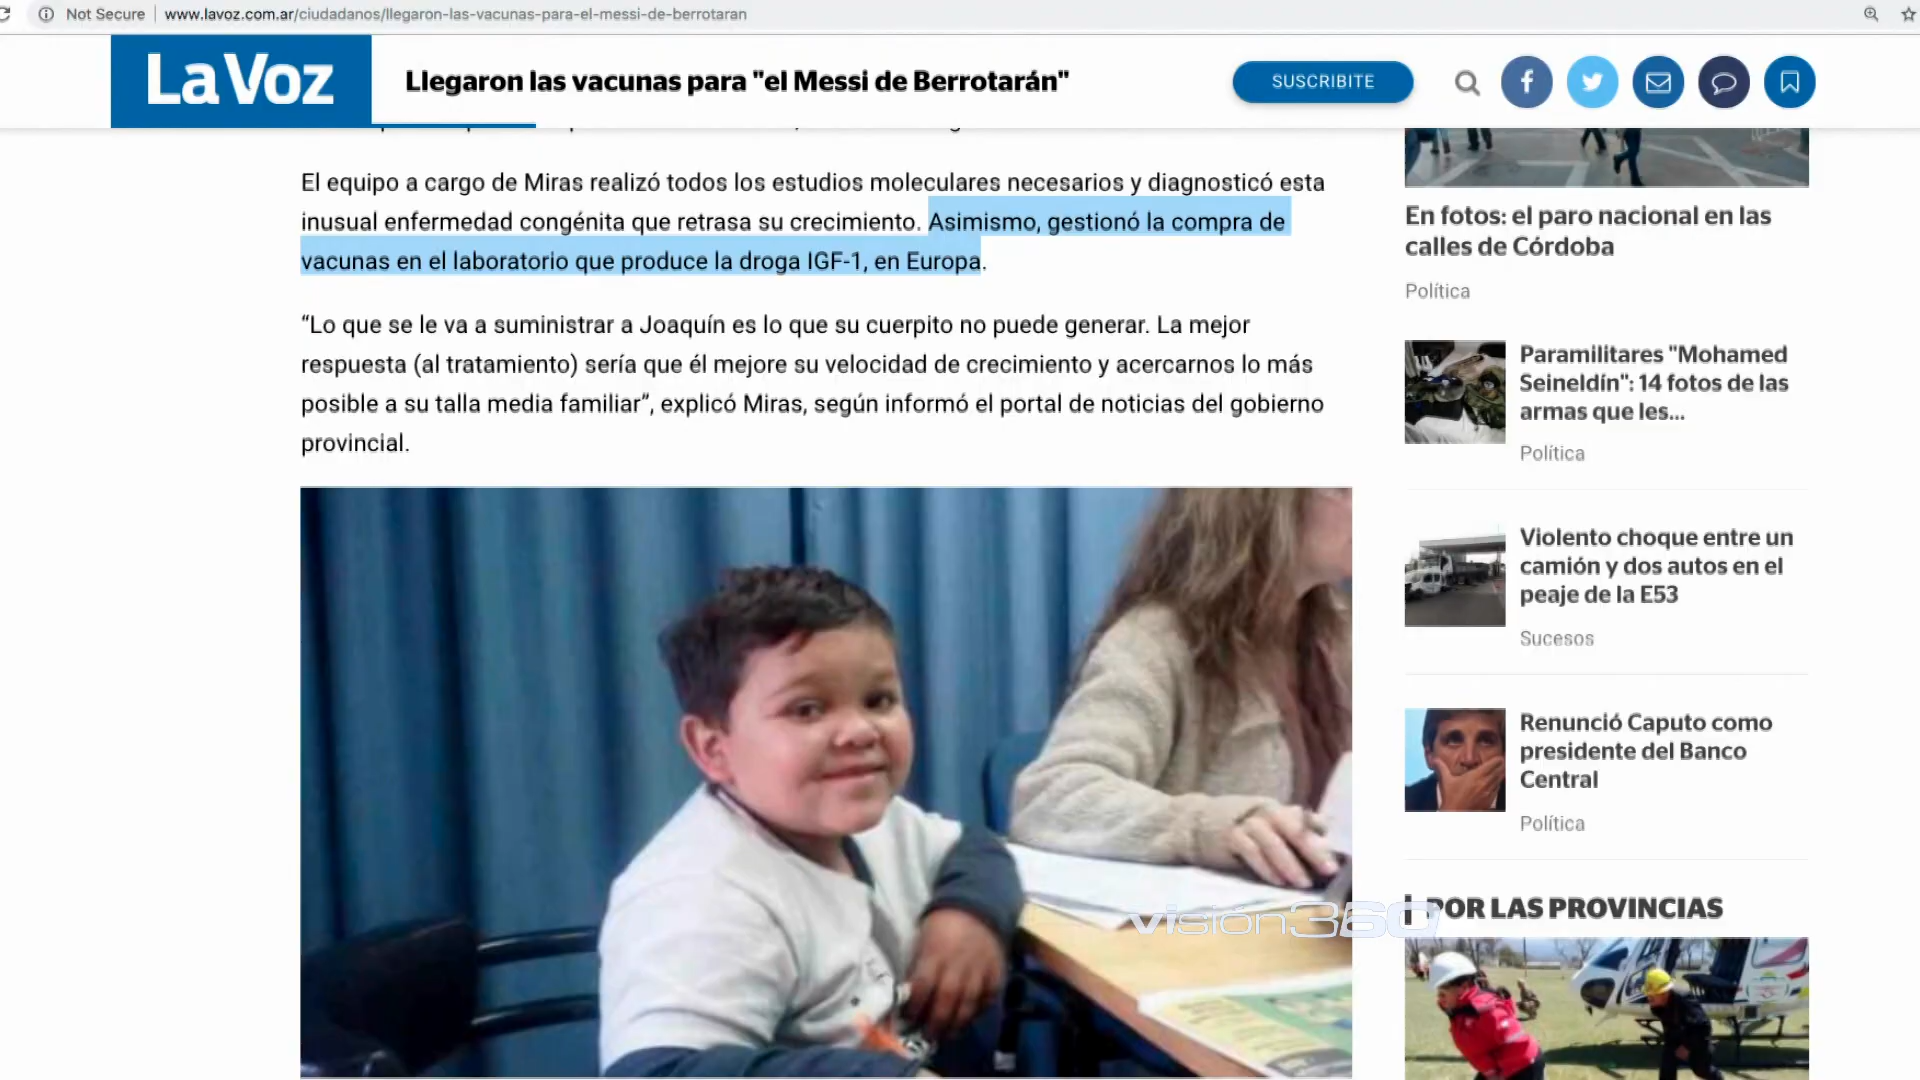 Not Secure www.lavoz.com.ar/ciudadanos/llegaron-las-vacunas-para-el-messi-de-berrotaran
La Voz
Llegaron las vacunas para "el Messi de Berrotarán"
SUSCRIBITE
El equipo a cargo de Miras realizó todos los estudios moleculares necesarios y diagnosticó esta
inusual enfermedad congénita que retrasa su crecimiento. Asimismo, gestionó la compra de
vacunas en el laboratorio que produce la droga IGF-1, en Europa.
“Lo que se le va a suministrar a Joaquín es lo que su cuerpito no puede generar. La mejor
respuesta (al tratamiento) sería que él mejore su velocidad de crecimiento y acercarnos lo más
posible a su talla media familiar”, explicó Miras, según informó el portal de noticias del gobierno
provincial.
En fotos: el paro nacional en las
calles de Córdoba
Política
Paramilitares "Mohamed
Seineldín": 14 fotos de las
armas que les...
Política
Violento choque entre un
camión y dos autos en el
peaje de la E53
Sucesos
Renunció Caputo como
presidente del Banco
Central
Política
POR LAS PROVINCIAS
visión360